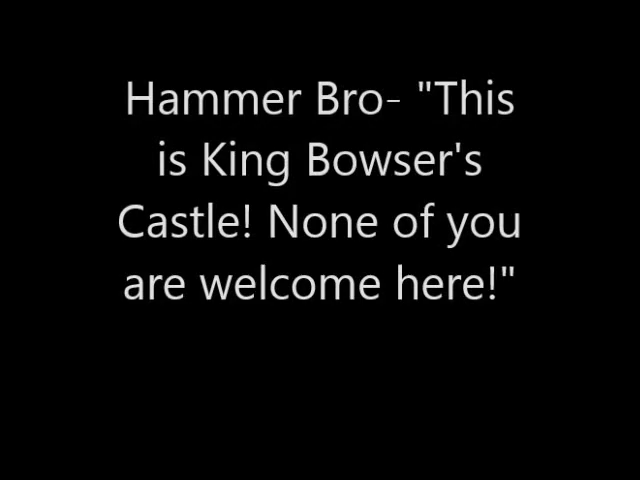 Hammer Bro- "This
is King Bowser's
Castle! None of you
are welcome here!"